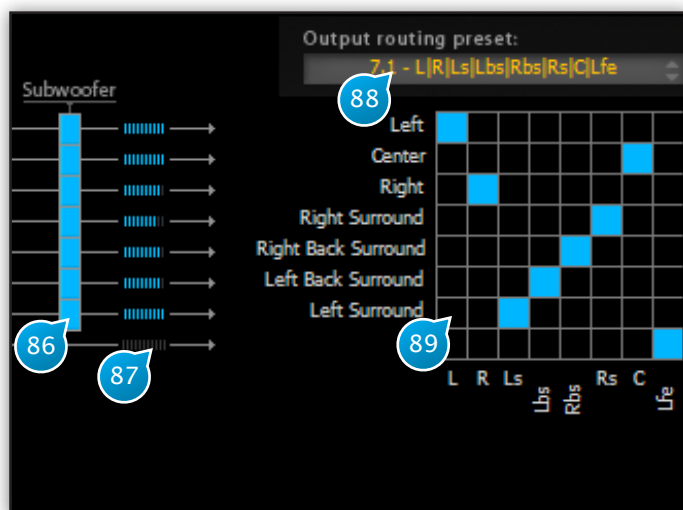 Output routing preset:
7.1 - L|R|Ls|Lbs|Rbs|Rs|C|Lfe
Subwoofer
88
Left
Center
Right
Right Surround
Right Back Surround
Left Back Surround
Left Surround
86
87
89
L R Ls Lbs Rbs Rs C Lfe